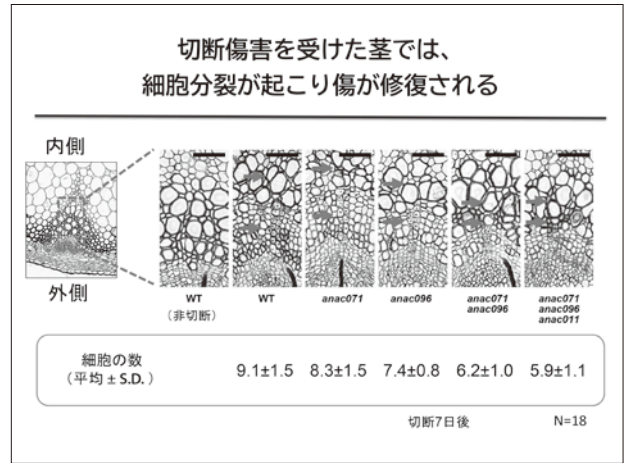 切断傷害を受けた茎では、
細胞分裂が起こり傷が修復される
内側
外側
WT
（非切断）
WT
anac071
anac096
anac071
anac096
anac071
anac096
anac011
細胞の数
（平均 ± S.D. ）
9.1±1.5 8.3±1.5 7.4±0.8 6.2±1.0 5.9±1.1
切断7日後 N=18